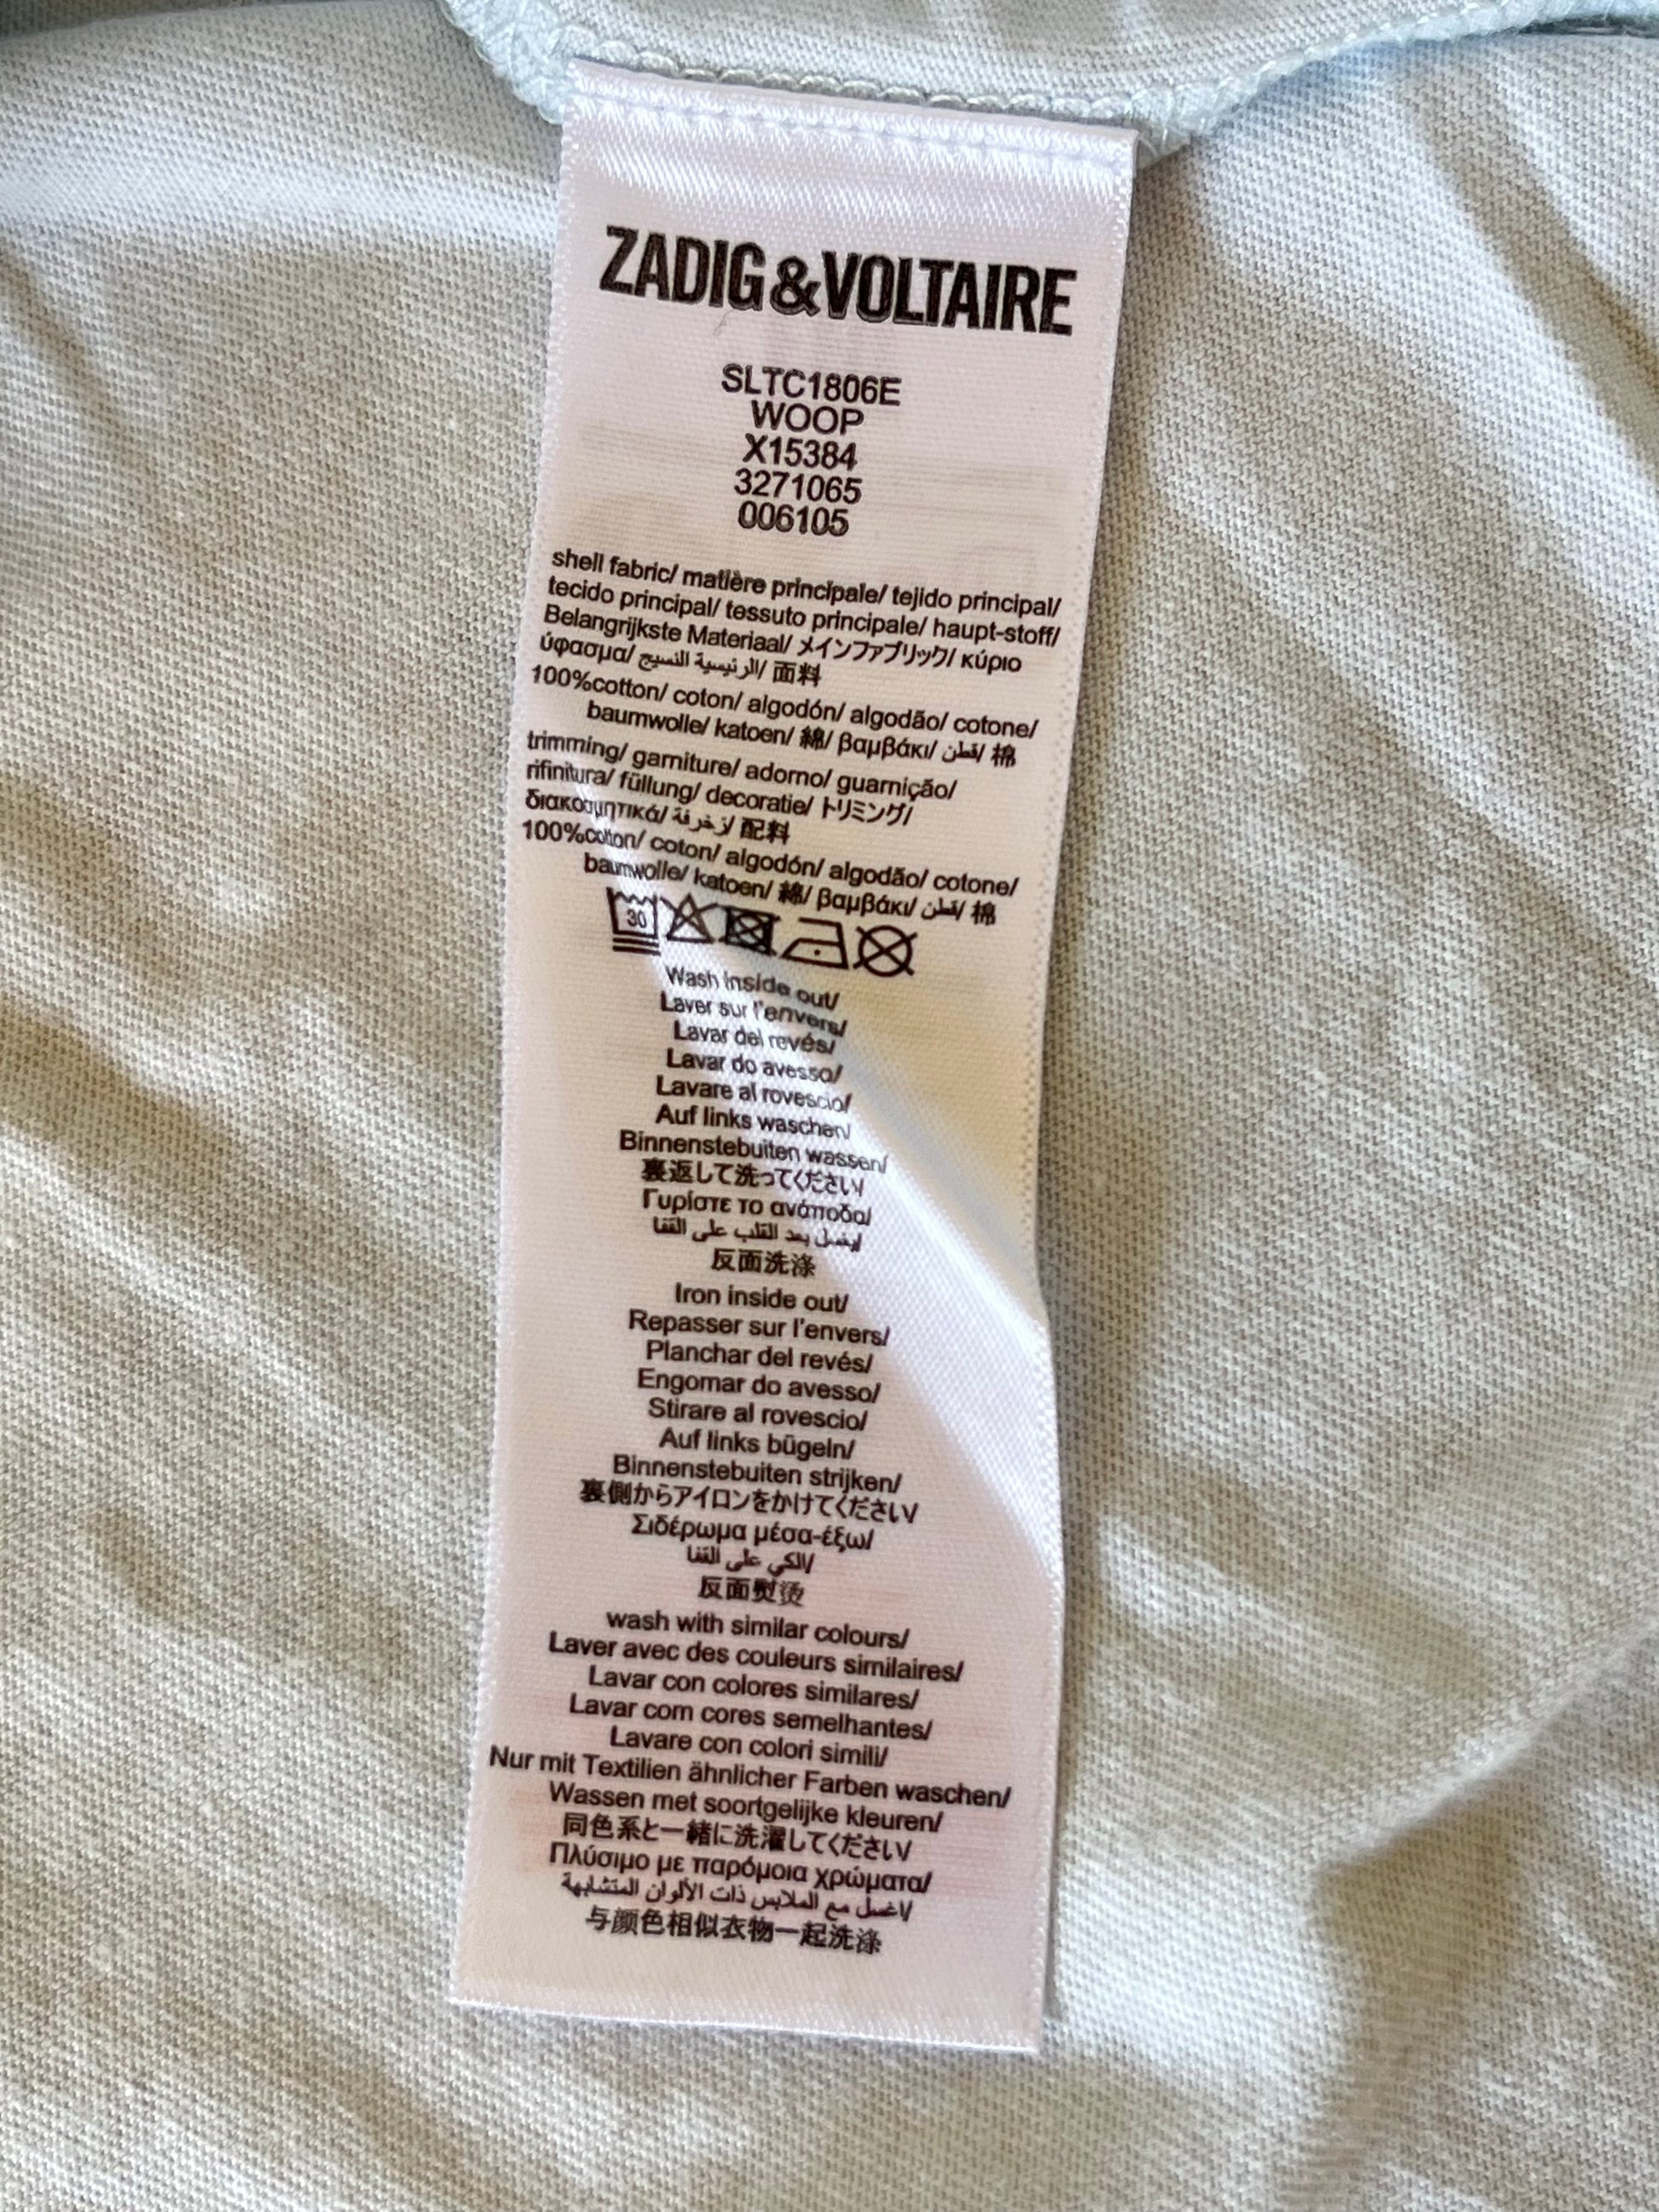 ZADIG&VOLTAIRE
SLTC1806E
WOOP
X15384
3271065
006105
shell fabric/ matière principale/ tejido principal/
tecido principal/ tessuto principale/ haupt-stoff/
Belangrijkste Materiaal/ メインファブリック/ κύριο
ύφασμα/ الرئيسية النسيج/ 面料
100%cotton/ coton/ algodón/ algodão/ cotone/
baumwolle/ katoen/ 綿/ βαμβάκι/ قطن/ 棉
trimming/ garniture/ adorno/ guarnição/
rifinitura/ füllung/ decoratie/ トリミング/
διακοσμητικά/ زخرفة/ 配料
100%cotton/ coton/ algodón/ algodão/ cotone/
baumwolle/ katoen/ 綿/ βαμβάκι/ قطن/ 棉
30
Wash inside out/
Laver sur l'envers/
Lavar del revés/
Lavar do avesso/
Lavare al rovescio/
Auf links waschen/
Binnenstebuiten wassen/
裏返して洗ってください/
Γυρίστε το ανάποδα/
يغسل بعد القلب على القفا/
反面洗涤
Iron inside out/
Repasser sur l'envers/
Planchar del revés/
Engomar do avesso/
Stirare al rovescio/
Auf links bügeln/
Binnenstebuiten strijken/
裏側からアイロンをかけてください/
Σιδέρωμα μέσα-έξω/
الكي على القفا/
反面熨烫
wash with similar colours/
Laver avec des couleurs similaires/
Lavar con colores similares/
Lavar com cores semelhantes/
Lavare con colori simili/
Nur mit Textilien ähnlicher Farben waschen/
Wassen met soortgelijke kleuren/
同色系と一緒に洗濯してください/
Πλύσιμο με παρόμοια χρώματα/
اغسل مع الملابس ذات الألوان المتشابهة/
与颜色相似衣物一起洗涤